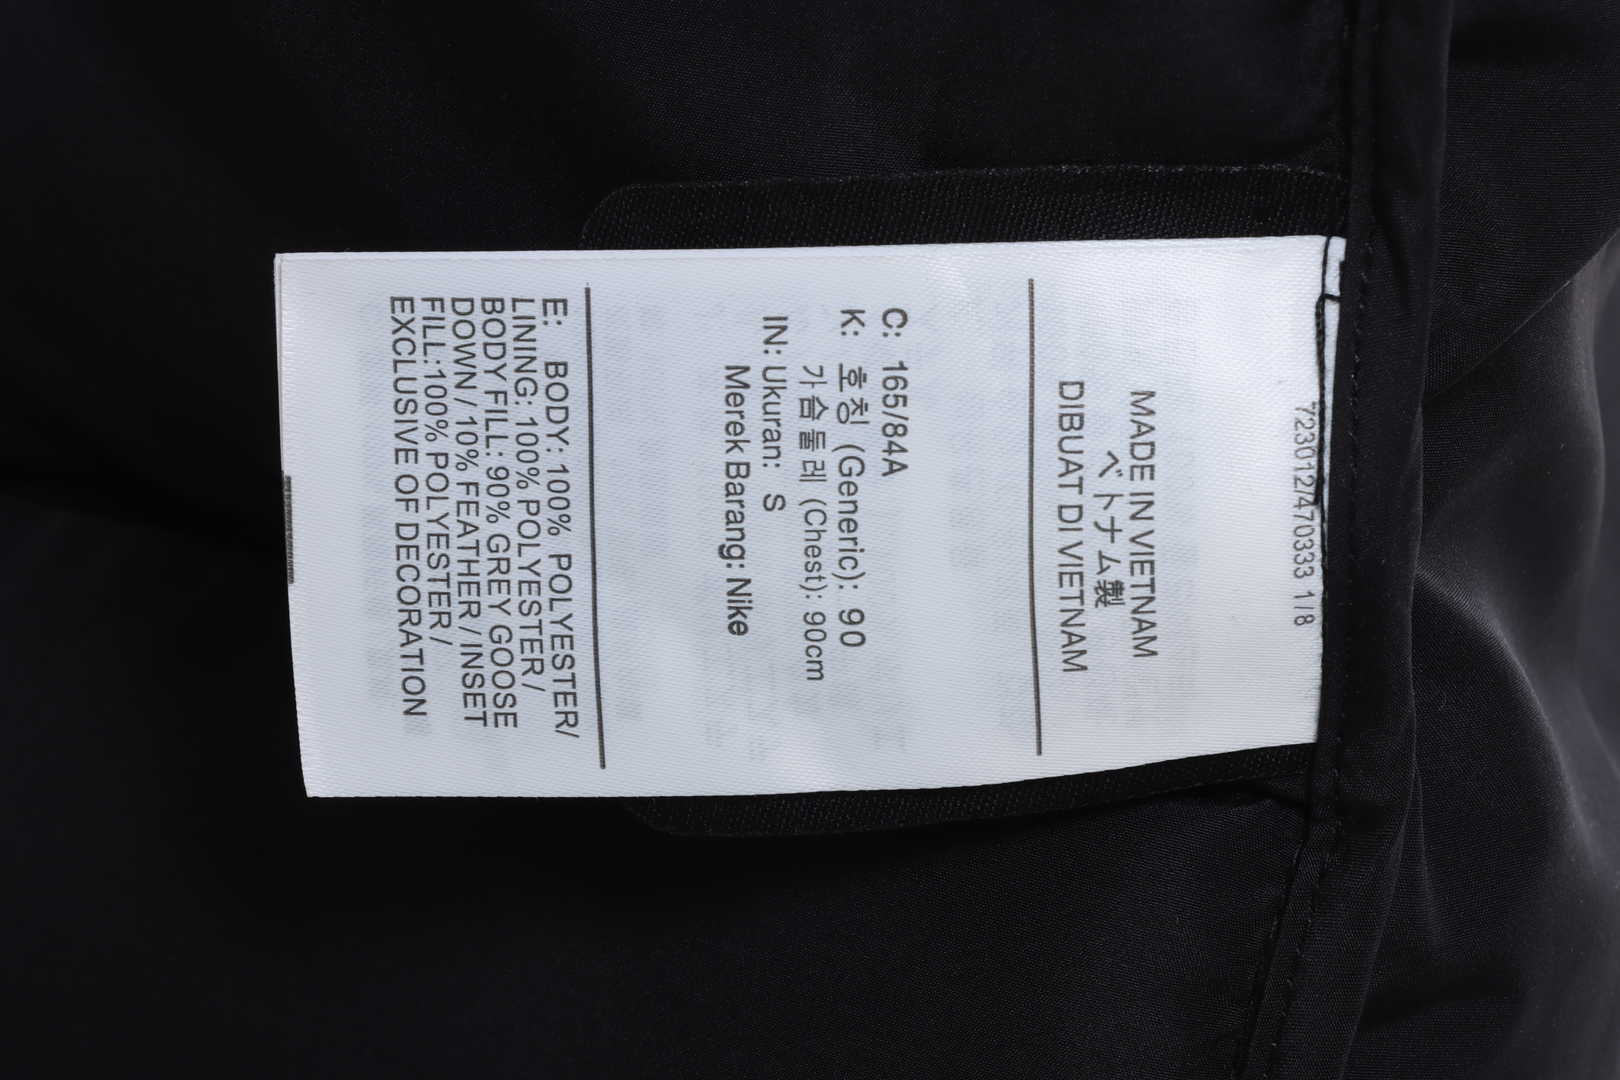 723012/470333 1/8
MADE IN VIETNAM
ベトナム製
DIBUAT DI VIETNAM
C: 165/84A
K: 호칭 (Generic): 90
가슴둘레 (Chest): 90cm
IN: Ukuran: S
Merek Barang: Nike
E: BODY: 100% POLYESTER/
LINING: 100% POLYESTER/
BODY FILL: 90% GREY GOOSE
DOWN / 10% FEATHER / INSET
FILL:100% POLYESTER /
EXCLUSIVE OF DECORATION